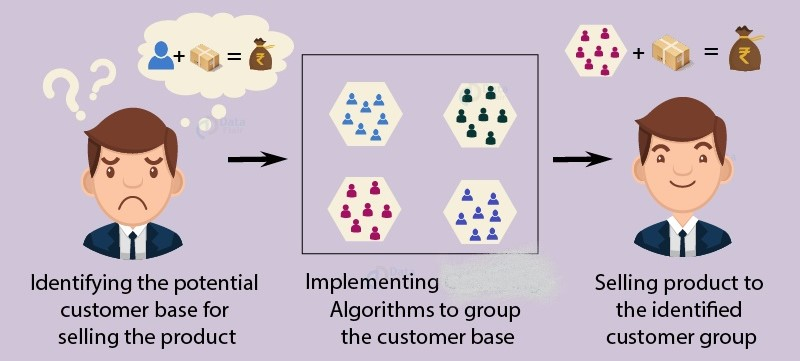 Identifying the potential
customer base for
selling the product
Implementing
Algorithms to group
the customer base
Selling product to
the identified
customer group
+
=
₹
+
=
₹